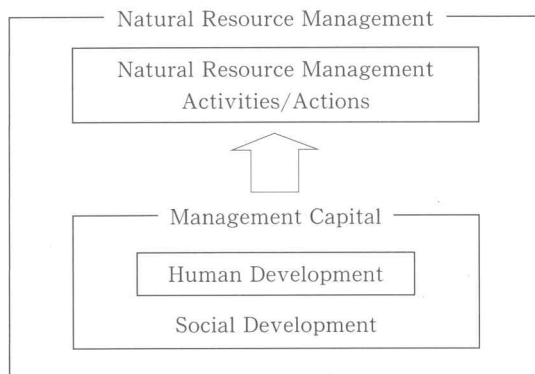 Natural Resource Management
Natural Resource Management
Activities/Actions
Management Capital
Human Development
Social Development